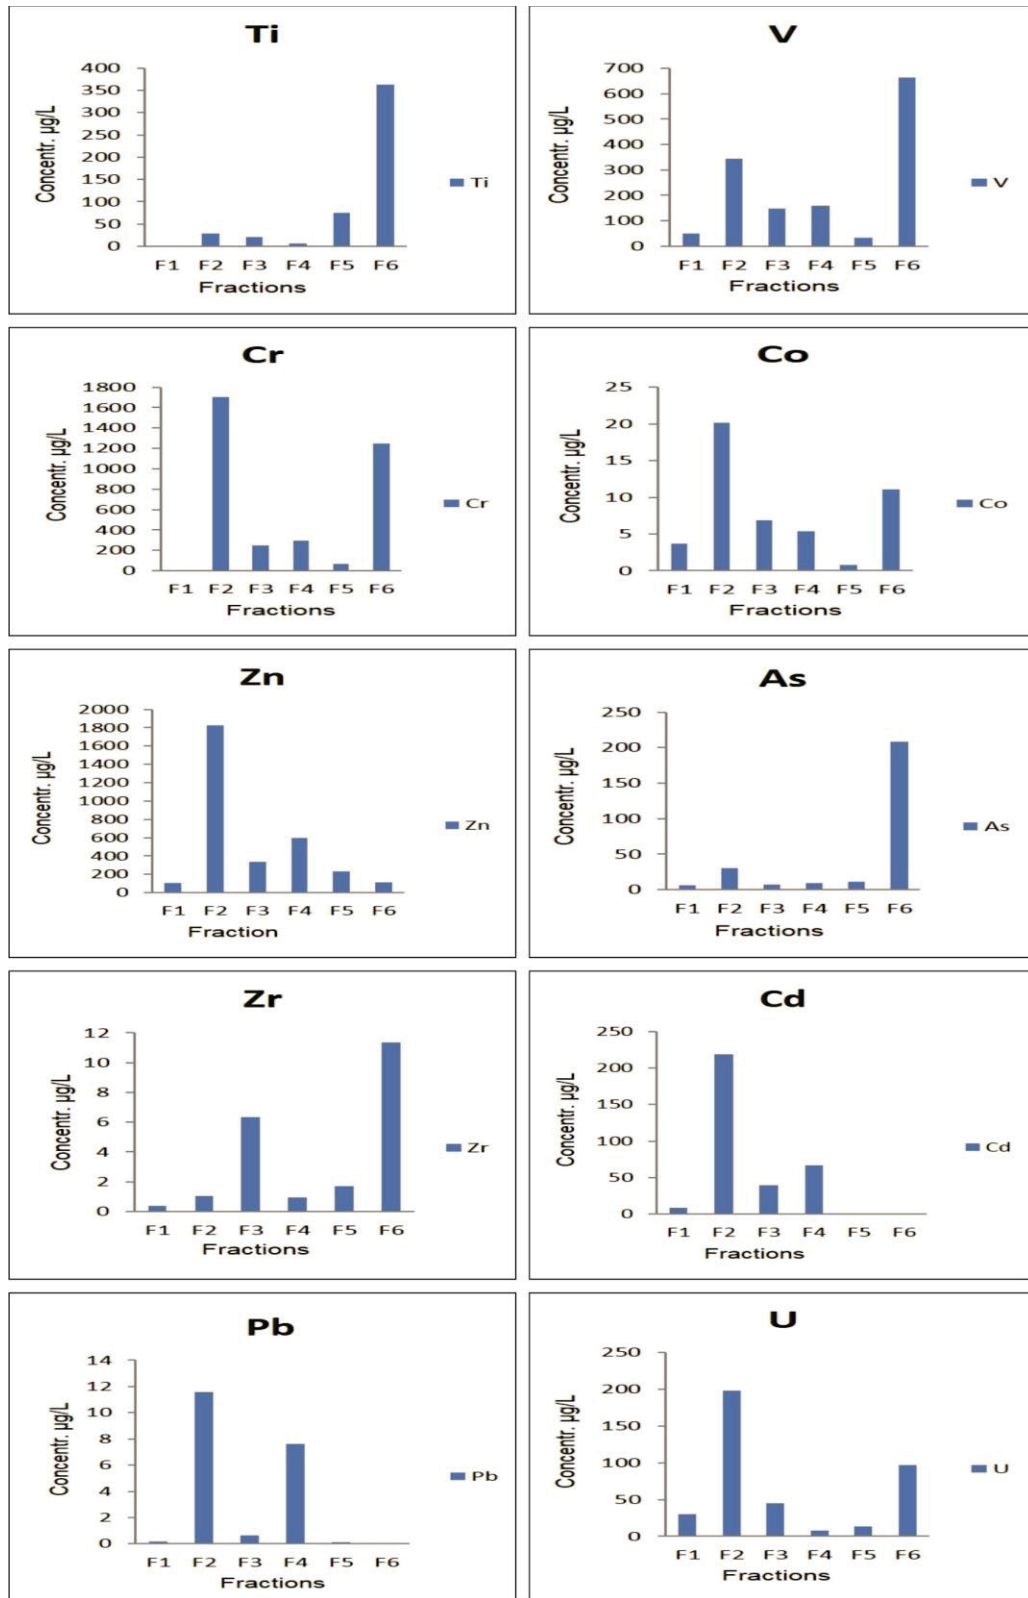 Ti
Concentr. µg/L
400
350
300
250
200
150
100
50
0
F1 F2 F3 F4 F5 F6
Fractions
Ti
V
Concentr. µg/L
700
600
500
400
300
200
100
0
F1 F2 F3 F4 F5 F6
Fractions
V
Cr
Concentr. µg/L
1800
1600
1400
1200
1000
800
600
400
200
0
F1 F2 F3 F4 F5 F6
Fractions
Cr
Co
Concentr. µg/L
25
20
15
10
5
0
F1 F2 F3 F4 F5 F6
Fractions
Co
Zn
Concentr. µg/L
2000
1800
1600
1400
1200
1000
800
600
400
200
0
F1 F2 F3 F4 F5 F6
Fraction
Zn
As
Concentr. µg/L
250
200
150
100
50
0
F1 F2 F3 F4 F5 F6
Fractions
As
Zr
Concentr. µg/L
12
10
8
6
4
2
0
F1 F2 F3 F4 F5 F6
Fractions
Zr
Cd
Concentr. µg/L
250
200
150
100
50
0
F1 F2 F3 F4 F5 F6
Fractions
Cd
Pb
Concentr. µg/L
14
12
10
8
6
4
2
0
F1 F2 F3 F4 F5 F6
Fractions
Pb
U
Concentr. µg/L
250
200
150
100
50
0
F1 F2 F3 F4 F5 F6
Fractions
U